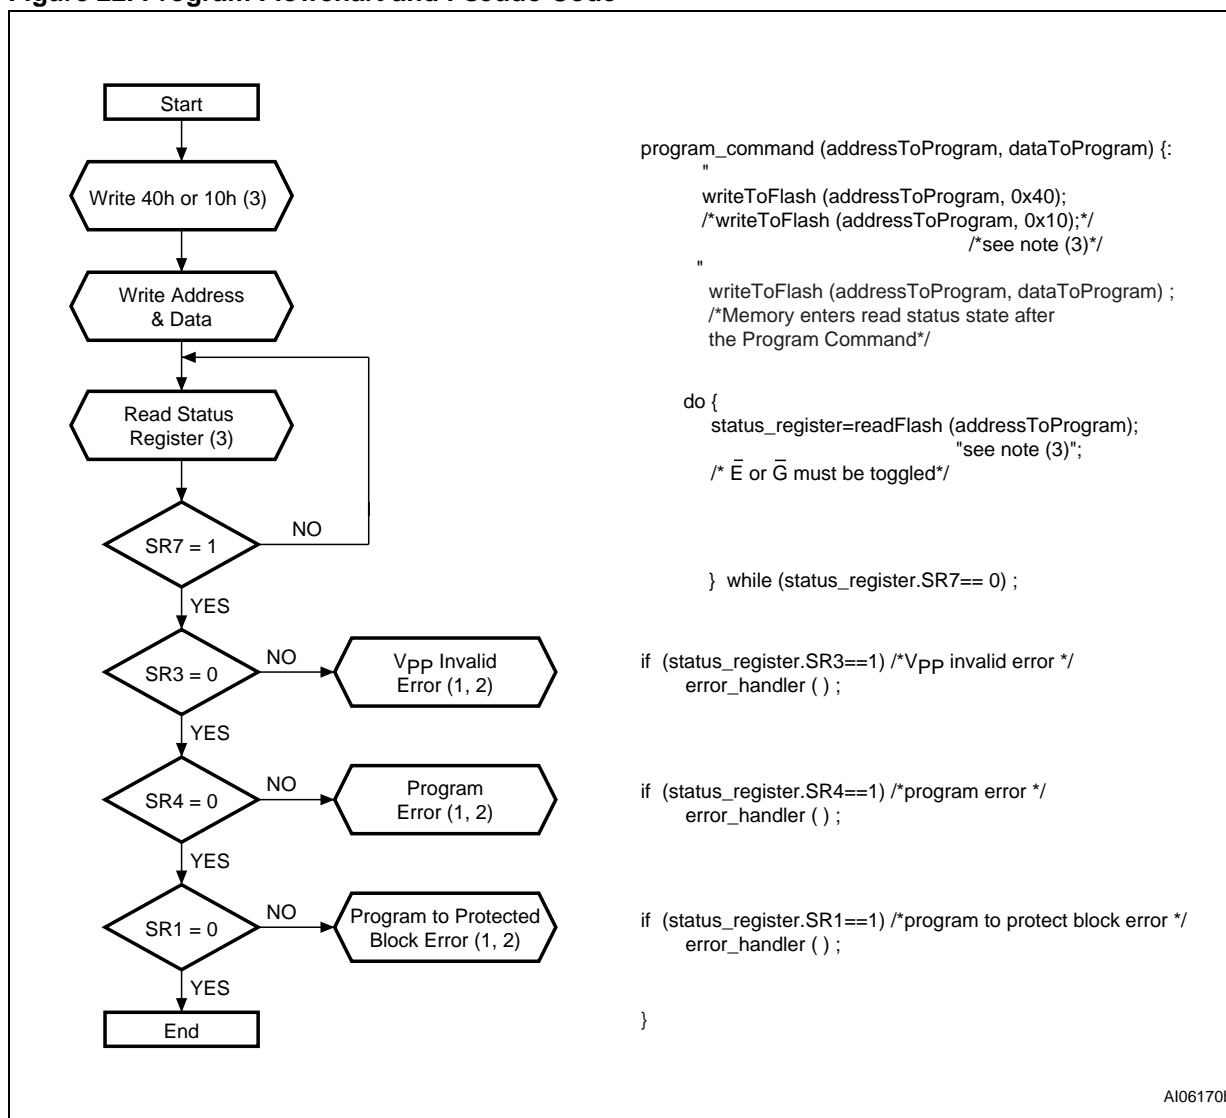 Start
Write 40h or 10h (3)
Write Address
& Data
Read Status
Register (3)
SR7 = 1
NO
YES
SR3 = 0
NO
VPP Invalid
Error (1, 2)
YES
SR4 = 0
NO
Program
Error (1, 2)
YES
SR1 = 0
NO
Program to Protected
Block Error (1, 2)
YES
End
program_command (addressToProgram, dataToProgram) {:
"
writeToFlash (addressToProgram, 0x40);
/*writeToFlash (addressToProgram, 0x10);*/
/*see note (3)*/
"
writeToFlash (addressToProgram, dataToProgram) ;
/*Memory enters read status state after
the Program Command*/
do {
status_register=readFlash (addressToProgram);
"see note (3)";
/* E̅ or G̅ must be toggled*/
} while (status_register.SR7== 0) ;
if (status_register.SR3==1) /*VPP invalid error */
error_handler ( ) ;
if (status_register.SR4==1) /*program error */
error_handler ( ) ;
if (status_register.SR1==1) /*program to protect block error */
error_handler ( ) ;
}